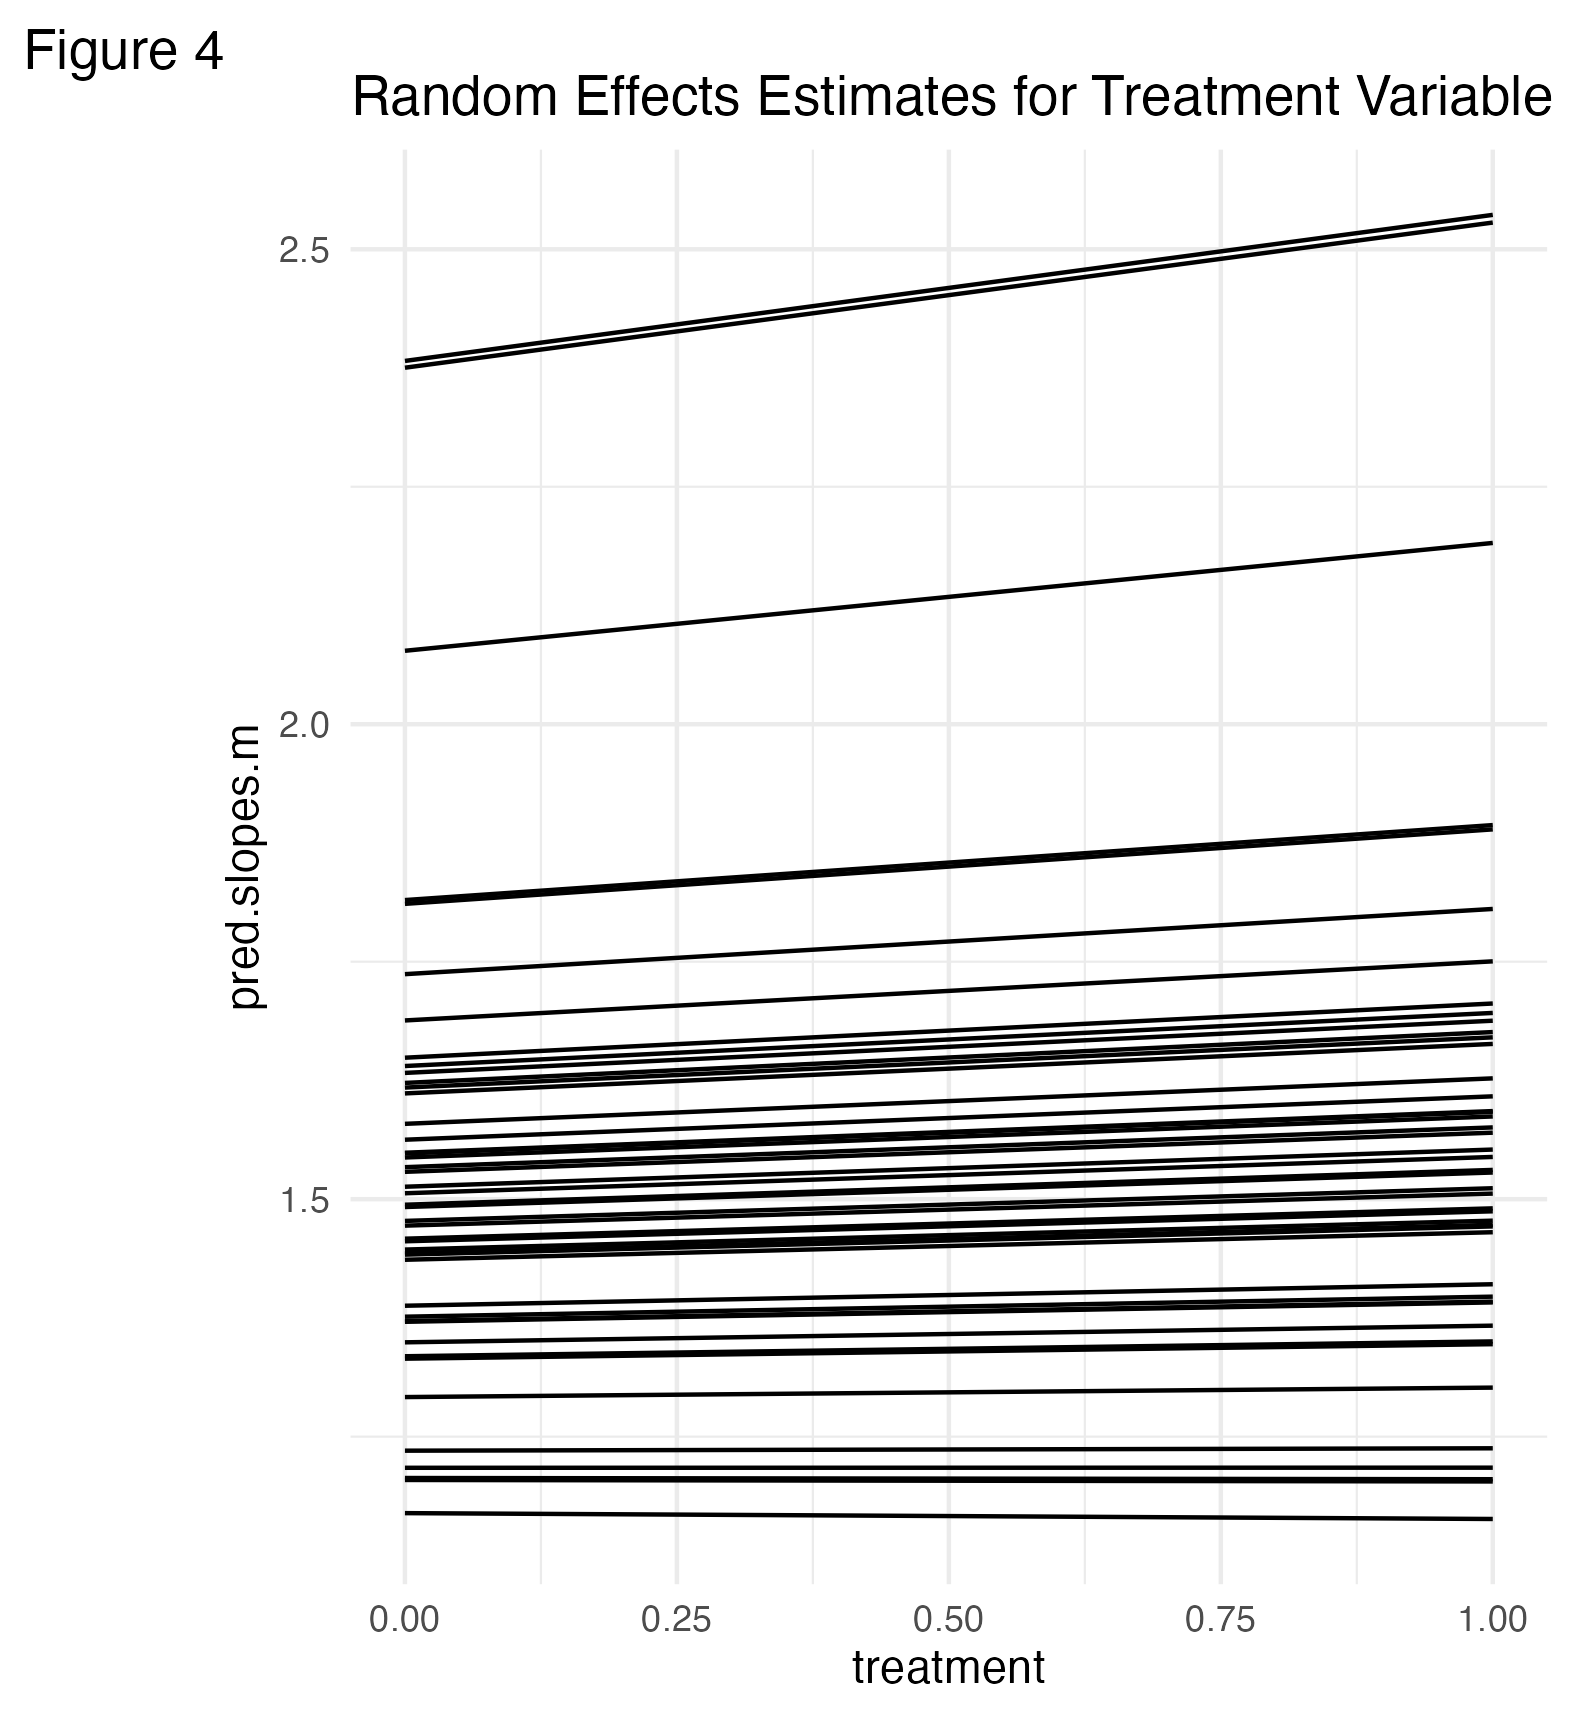 Figure 4
Random Effects Estimates for Treatment Variable
2.5
2.0
1.5
pred.slopes.m
0.00 0.25 0.50 0.75 1.00
treatment